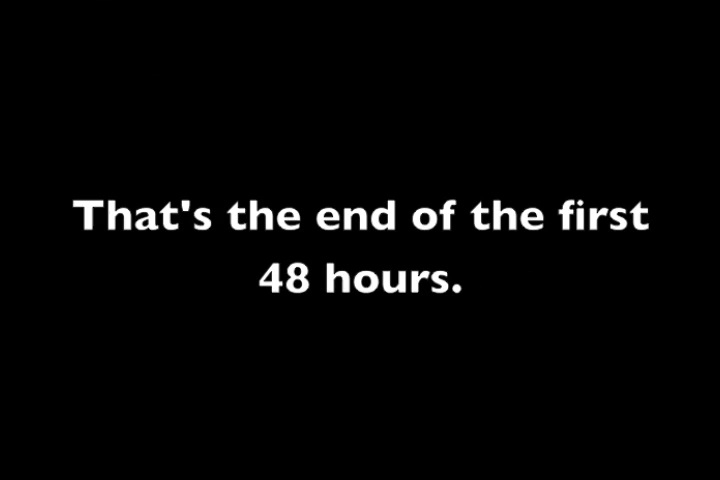 That's the end of the first
48 hours.